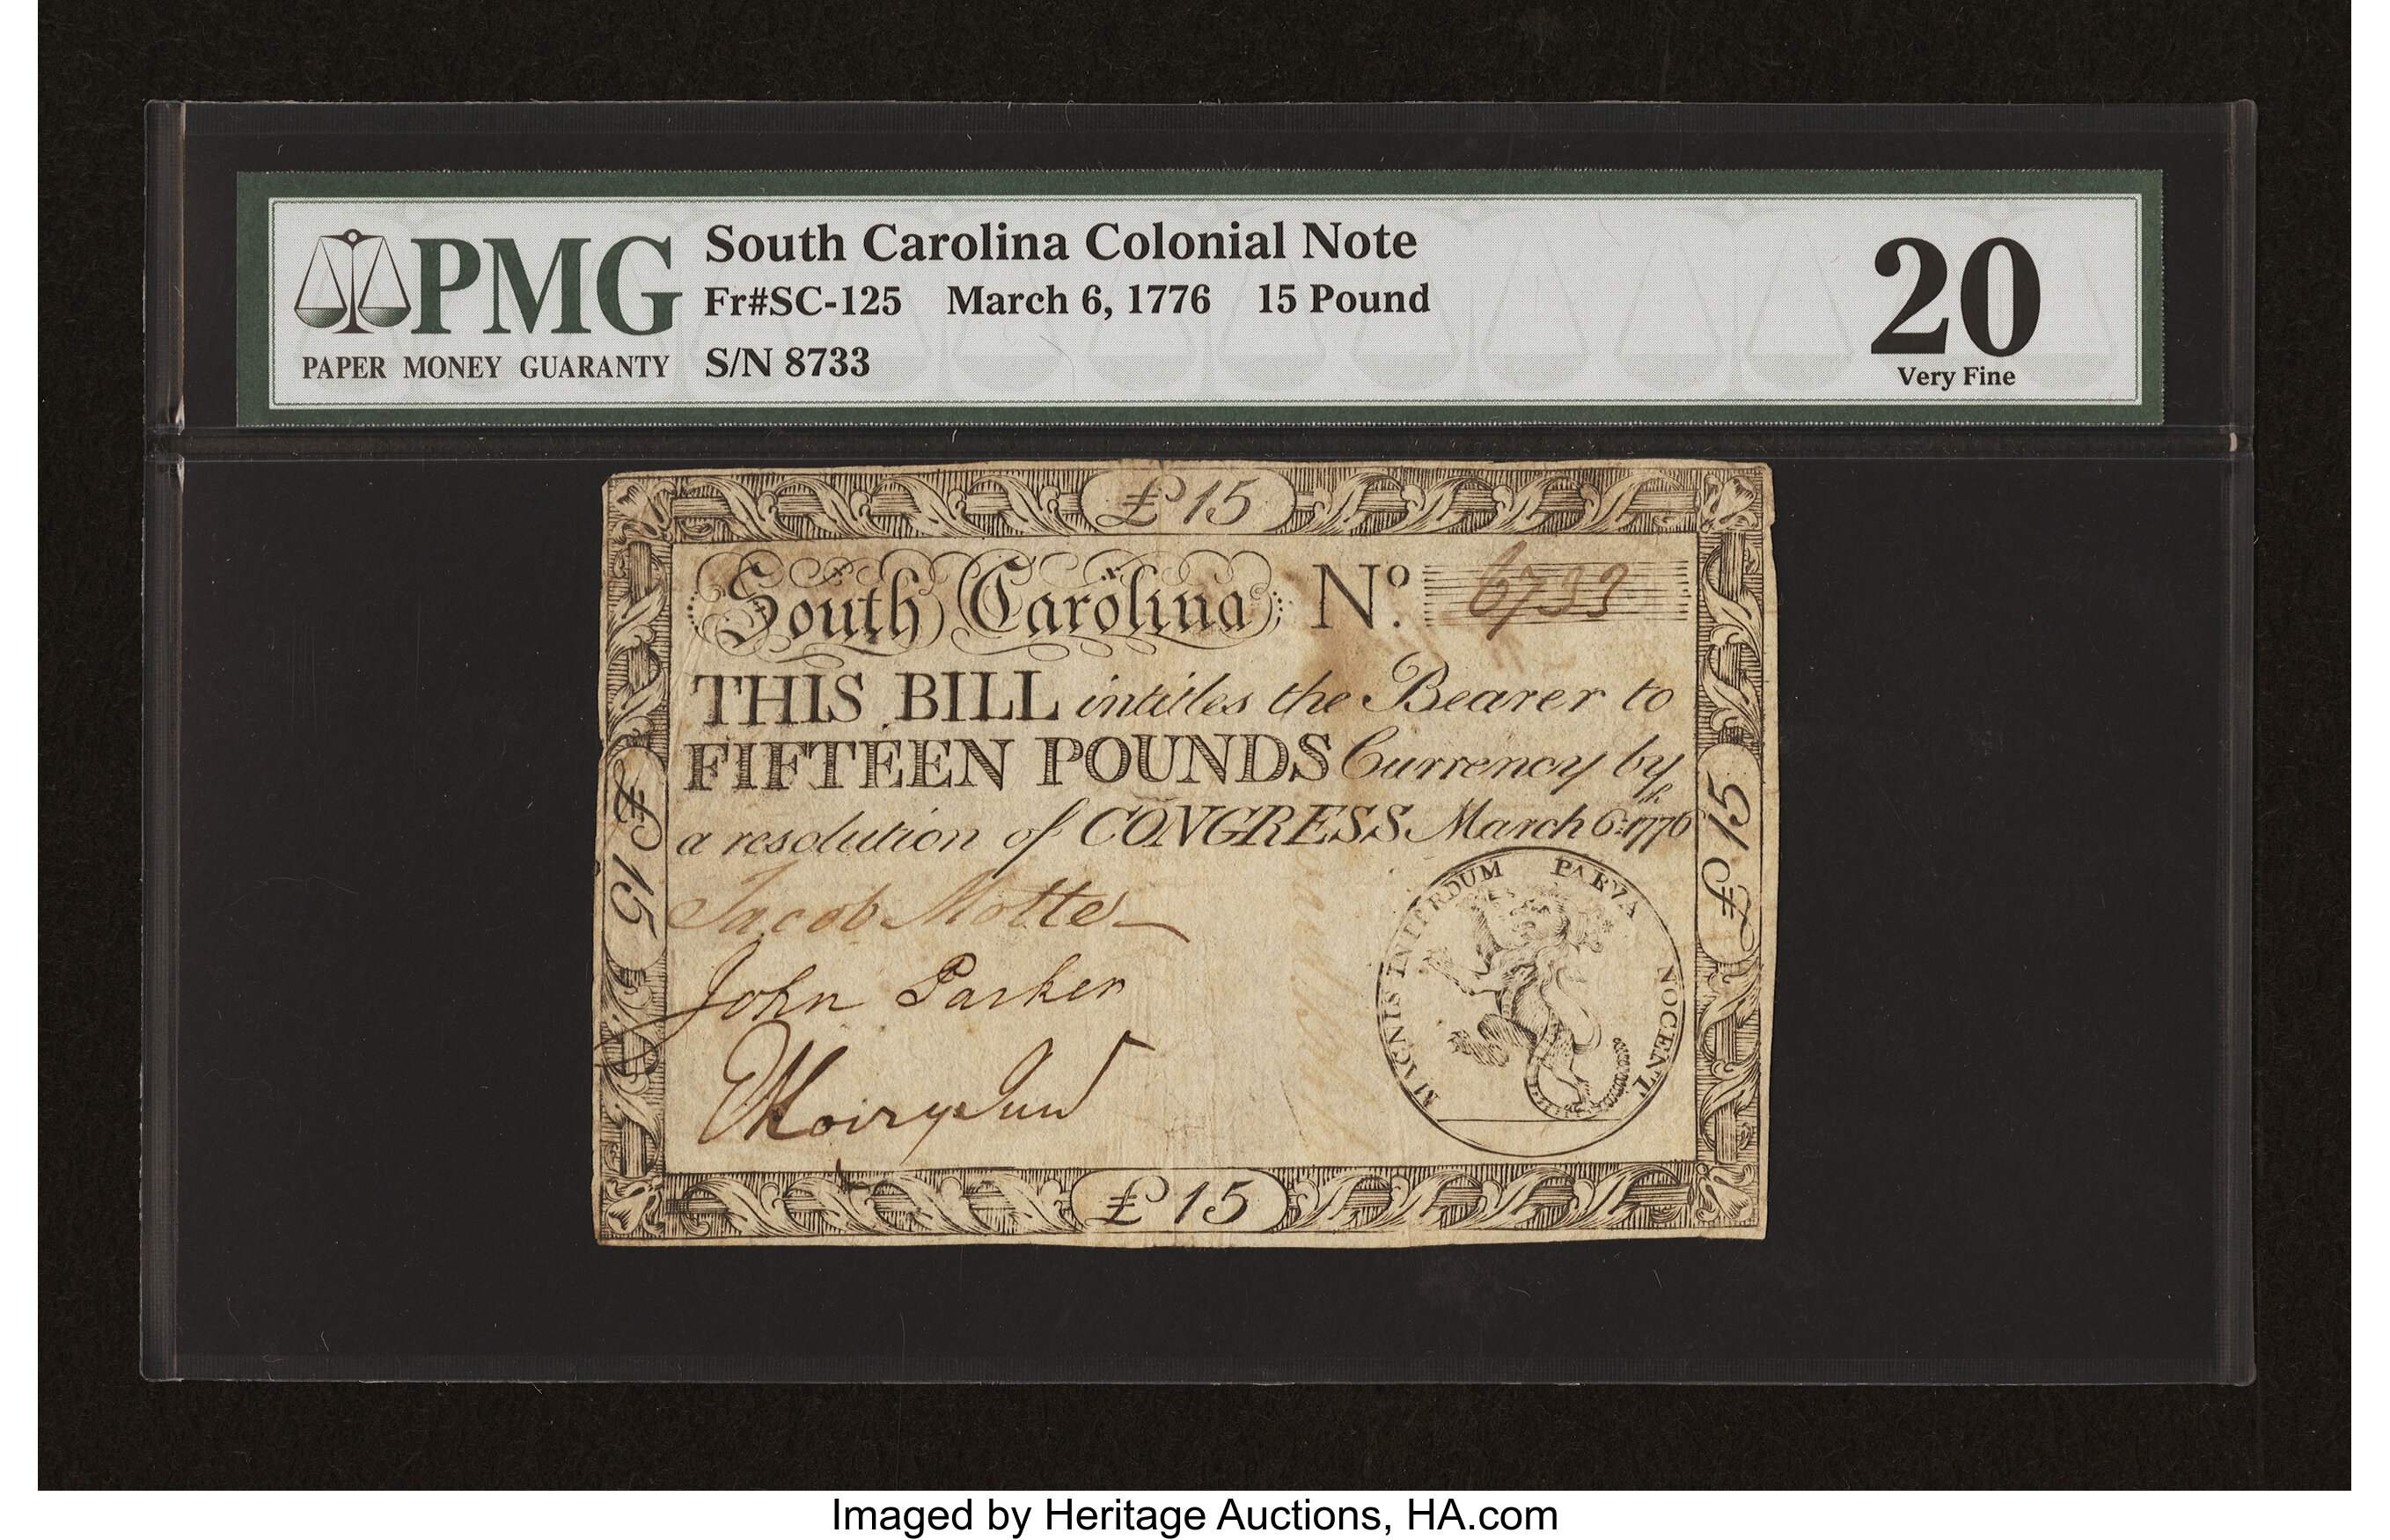 PMG
PAPER MONEY GUARANTY
South Carolina Colonial Note
Fr#SC-125 March 6, 1776 15 Pound
S/N 8733
20
Very Fine
£15
South Carolina No. 6733
THIS BILL intitles the Bearer to
FIFTEEN POUNDS Currency by
a resolution of CONGRESS March 6th 1776
£15
£15
Jacob Motte
John Parker
MAGNIS INTERDUM PARVA NOCENT
£15
Imaged by Heritage Auctions, HA.com